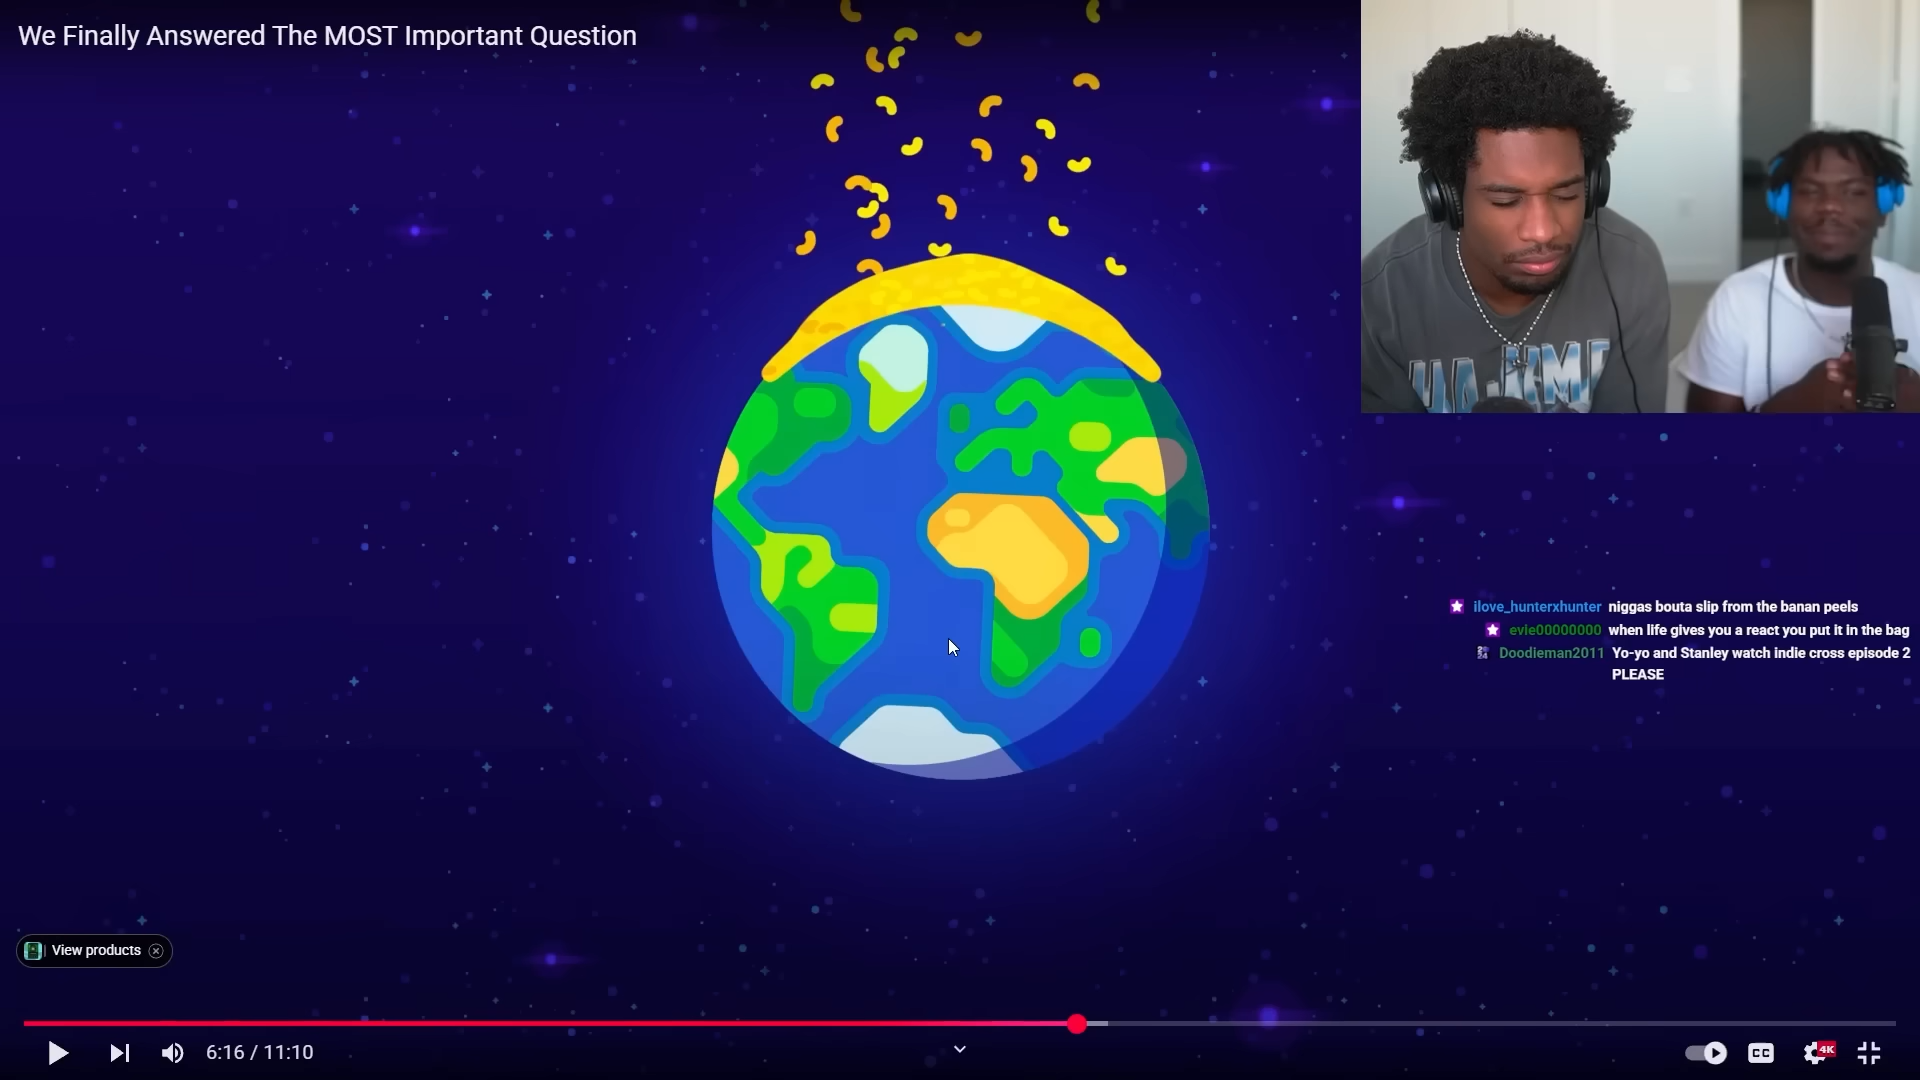 We Finally Answered The MOST Important Question
ilove_hunterxhunter niggas bouta slip from the banan peels
evie00000000 when life gives you a react you put it in the bag
Doodieman2011 Yo-yo and Stanley watch indie cross episode 2
PLEASE
View products
6:16 / 11:10
CC
4K